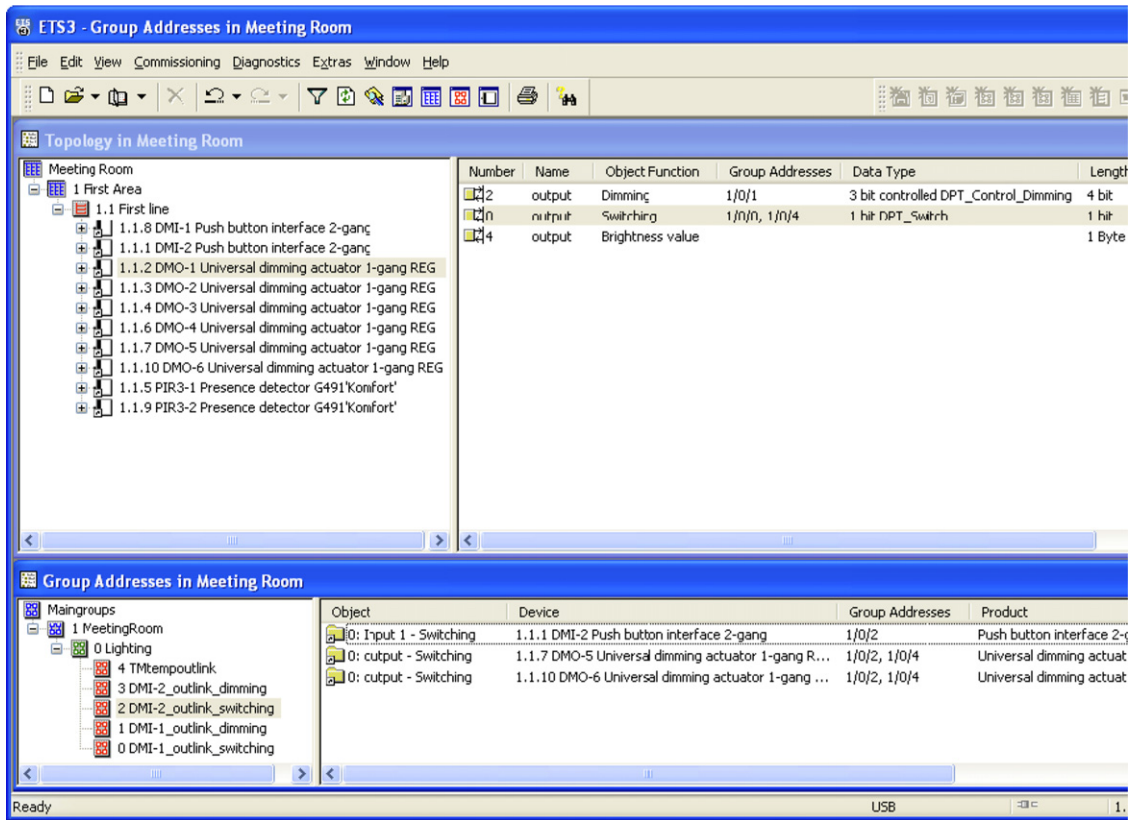 ETS3 - Group Addresses in Meeting Room
File Edit View Commissioning Diagnostics Extras Window Help
Topology in Meeting Room
Meeting Room
1 First Area
1.1 First line
1.1.8 DMI-1 Push button interface 2-gang
1.1.1 DMI-2 Push button interface 2-gang
1.1.2 DMO-1 Universal dimming actuator 1-gang REG
1.1.3 DMO-2 Universal dimming actuator 1-gang REG
1.1.4 DMO-3 Universal dimming actuator 1-gang REG
1.1.6 DMO-4 Universal dimming actuator 1-gang REG
1.1.7 DMO-5 Universal dimming actuator 1-gang REG
1.1.10 DMO-6 Universal dimming actuator 1-gang REG
1.1.5 PIR3-1 Presence detector G491'Komfort'
1.1.9 PIR3-2 Presence detector G491'Komfort'
Number Name Object Function Group Addresses Data Type Length
2 output Dimming 1/0/1 3 bit controlled DPT_Control_Dimming 4 bit
0 output Switching 1/0/0, 1/0/4 1 bit DPT_Switch 1 bit
4 output Brightness value 1 Byte
Group Addresses in Meeting Room
Maingroups
1 MeetingRoom
0 Lighting
4 TMtempoutlink
3 DMI-2_outlink_dimming
2 DMI-2_outlink_switching
1 DMI-1_outlink_dimming
0 DMI-1_outlink_switching
Object Device Group Addresses Product
0: Input 1 - Switching 1.1.1 DMI-2 Push button interface 2-gang 1/0/2 Push button interface 2-g
0: output - Switching 1.1.7 DMO-5 Universal dimming actuator 1-gang R... 1/0/2, 1/0/4 Universal dimming actuat
0: output - Switching 1.1.10 DMO-6 Universal dimming actuator 1-gang ... 1/0/2, 1/0/4 Universal dimming actuat
Ready USB 1.